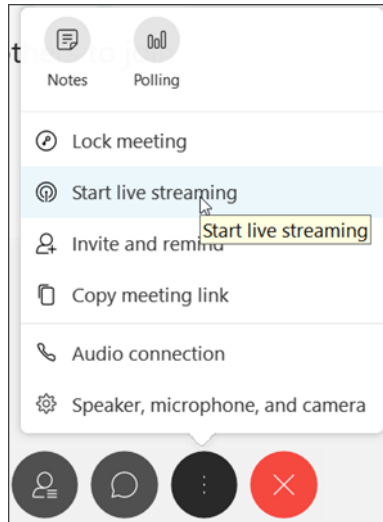 Notes Polling
Lock meeting
Start live streaming
Start live streaming
Invite and remind
Copy meeting link
Audio connection
Speaker, microphone, and camera